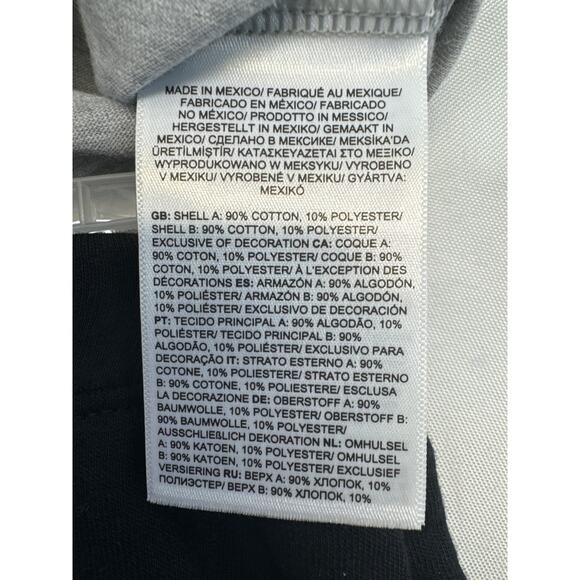 MADE IN MEXICO/ FABRIQUÉ AU MEXIQUE/
FABRICADO EN MÉXICO/ FABRICADO
NO MÉXICO/ PRODOTTO IN MESSICO/
HERGESTELLT IN MEXIKO/ GEMAAKT IN
MEXICO/ СДЕЛАНО В МЕКСИКЕ/ MEKSİKA'DA
ÜRETİLMİŞTİR/ ΚΑΤΑΣΚΕΥΑΖΕΤΑΙ ΣΤΟ ΜΕΞΙΚΟ/
WYPRODUKOWANO W MEKSYKU/ VYROBENO
V MEXIKU/ VYROBENÉ V MEXIKU/ GYÁRTVA:
MEXIKÓ
GB: SHELL A: 90% COTTON, 10% POLYESTER/
SHELL B: 90% COTTON, 10% POLYESTER/
EXCLUSIVE OF DECORATION CA: COQUE A:
90% COTON, 10% POLYESTER/ COQUE B: 90%
COTON, 10% POLYESTER/ À L'EXCEPTION DES
DÉCORATIONS ES: ARMAZÓN A: 90% ALGODÓN,
10% POLIÉSTER/ ARMAZÓN B: 90% ALGODÓN,
10% POLIÉSTER/ EXCLUSIVO DE DECORACIÓN
PT: TECIDO PRINCIPAL A: 90% ALGODÃO, 10%
POLIÉSTER/ TECIDO PRINCIPAL B: 90%
ALGODÃO, 10% POLIÉSTER/ EXCLUSIVO PARA
DECORAÇÃO IT: STRATO ESTERNO A: 90%
COTONE, 10% POLIESTERE/ STRATO ESTERNO
B: 90% COTONE, 10% POLIESTERE/ ESCLUSA
LA DECORAZIONE DE: OBERSTOFF A: 90%
BAUMWOLLE, 10% POLYESTER/ OBERSTOFF B:
90% BAUMWOLLE, 10% POLYESTER/
AUSSCHLIEßLICH DEKORATION NL: OMHULSEL
A: 90% KATOEN, 10% POLYESTER/ OMHULSEL
B: 90% KATOEN, 10% POLYESTER/ EXCLUSIEF
VERSIERING RU: ВЕРХ A: 90% ХЛОПОК, 10%
ПОЛИЭСТЕР/ ВЕРХ B: 90% ХЛОПОК, 10%